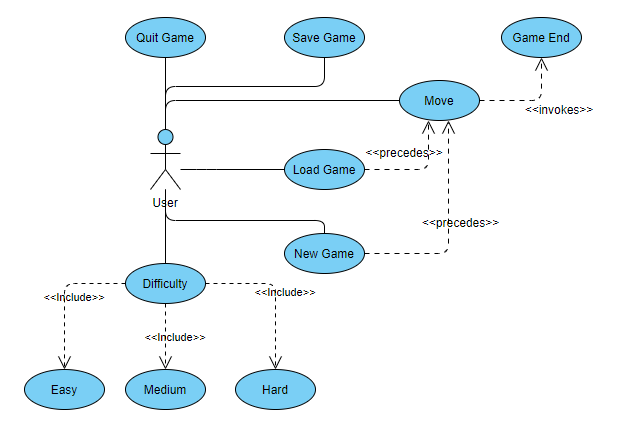 Quit Game
Save Game
Game End
Move
<<invokes>>
<<precedes>>
Load Game
User
<<precedes>>
New Game
Difficulty
<<Include>>
<<Include>>
<<Include>>
Easy
Medium
Hard